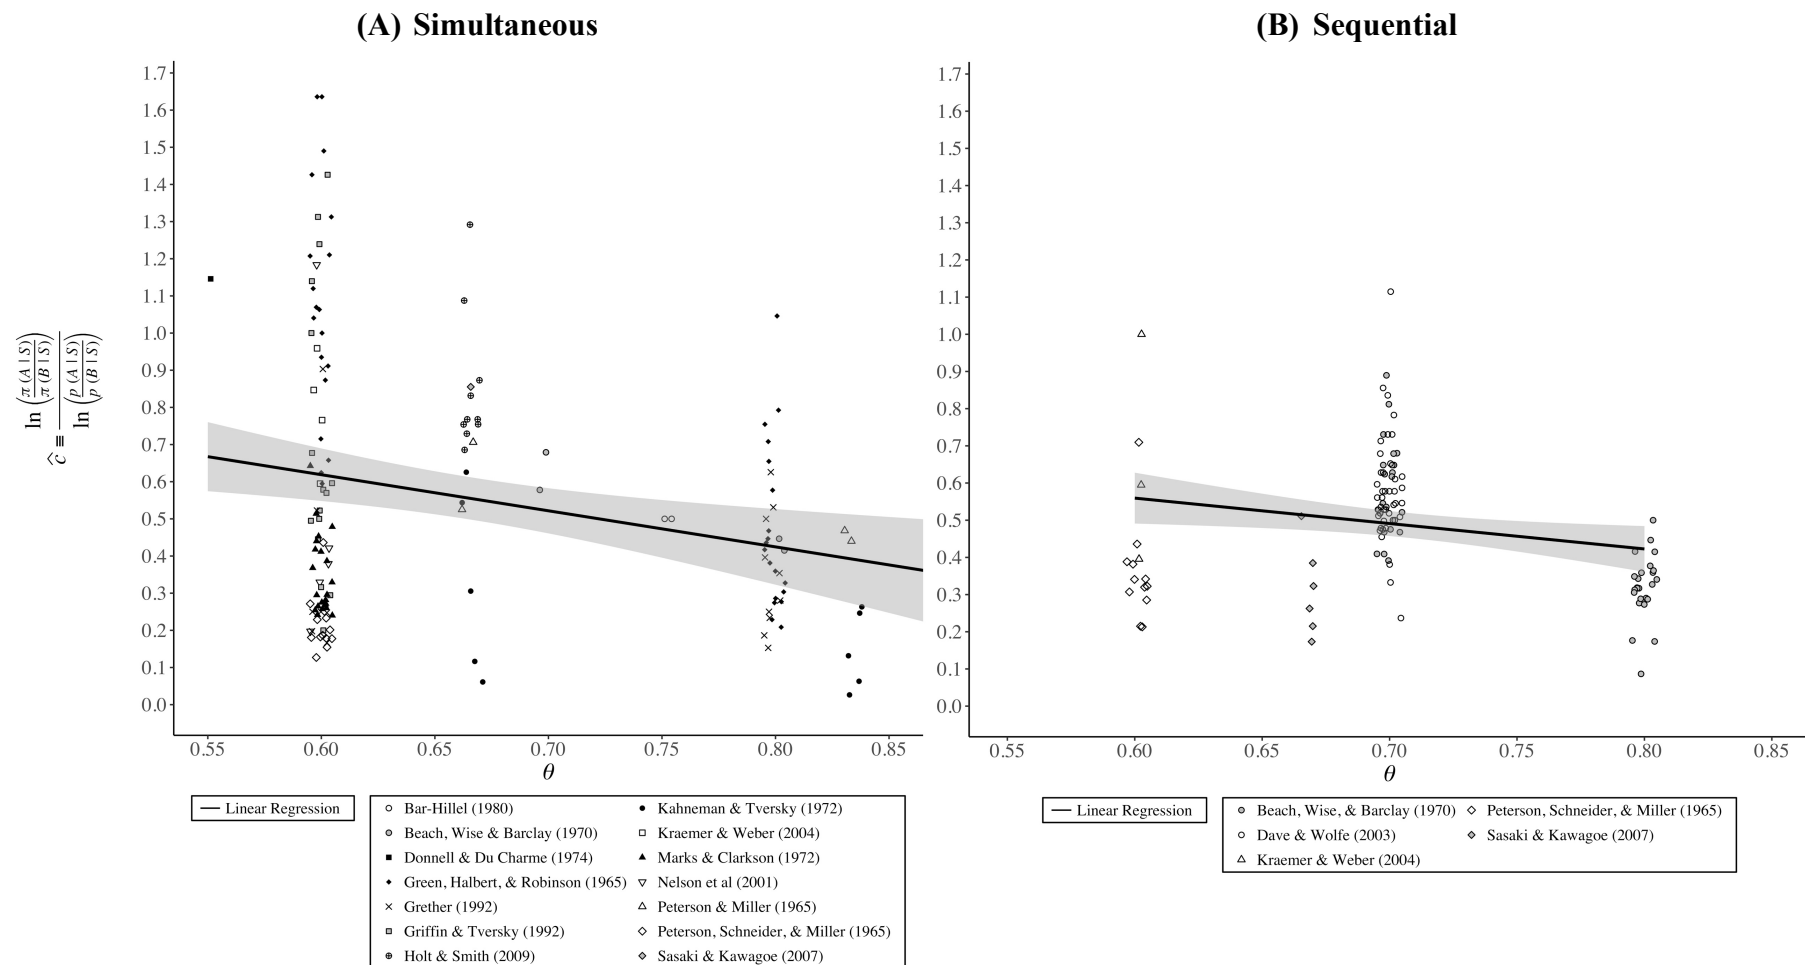 (A) Simultaneous
1.7
1.6
1.5
1.4
1.3
1.2
1.1
1.0
0.9
0.8
0.7
0.6
0.5
0.4
0.3
0.2
0.1
0.0
ĉ ≡ ln (π (A | S) / π (B | S)) / ln (p (A | S) / p (B | S))
0.55 0.60 0.65 0.70 0.75 0.80 0.85
θ
Linear Regression
Bar-Hillel (1980)
Beach, Wise & Barclay (1970)
Donnell & Du Charme (1974)
Green, Halbert, & Robinson (1965)
Grether (1992)
Griffin & Tversky (1992)
Holt & Smith (2009)
Kahneman & Tversky (1972)
Kraemer & Weber (2004)
Marks & Clarkson (1972)
Nelson et al (2001)
Peterson & Miller (1965)
Peterson, Schneider, & Miller (1965)
Sasaki & Kawagoe (2007)
(B) Sequential
1.7
1.6
1.5
1.4
1.3
1.2
1.1
1.0
0.9
0.8
0.7
0.6
0.5
0.4
0.3
0.2
0.1
0.0
0.55 0.60 0.65 0.70 0.75 0.80 0.85
θ
Linear Regression
Beach, Wise, & Barclay (1970)
Dave & Wolfe (2003)
Kraemer & Weber (2004)
Peterson, Schneider, & Miller (1965)
Sasaki & Kawagoe (2007)